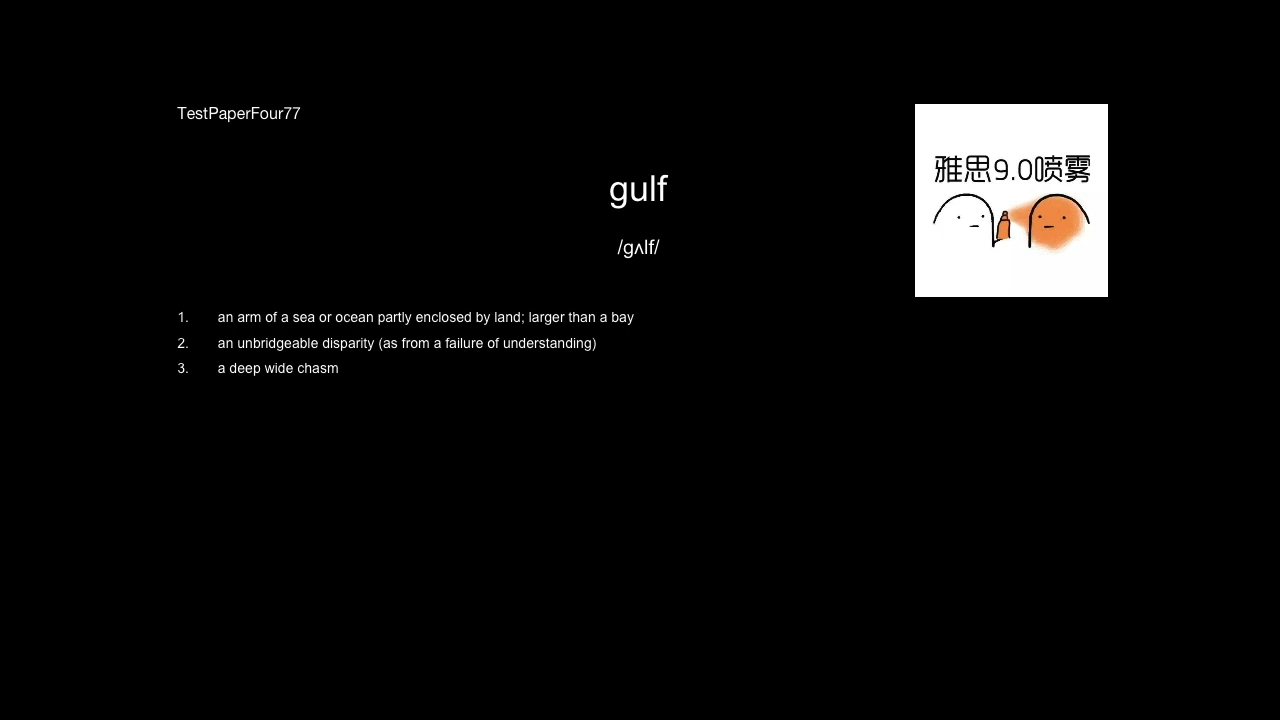 TestPaperFour77
雅思9.0喷雾
gulf
/gʌlf/
1. an arm of a sea or ocean partly enclosed by land; larger than a bay
2. an unbridgeable disparity (as from a failure of understanding)
3. a deep wide chasm